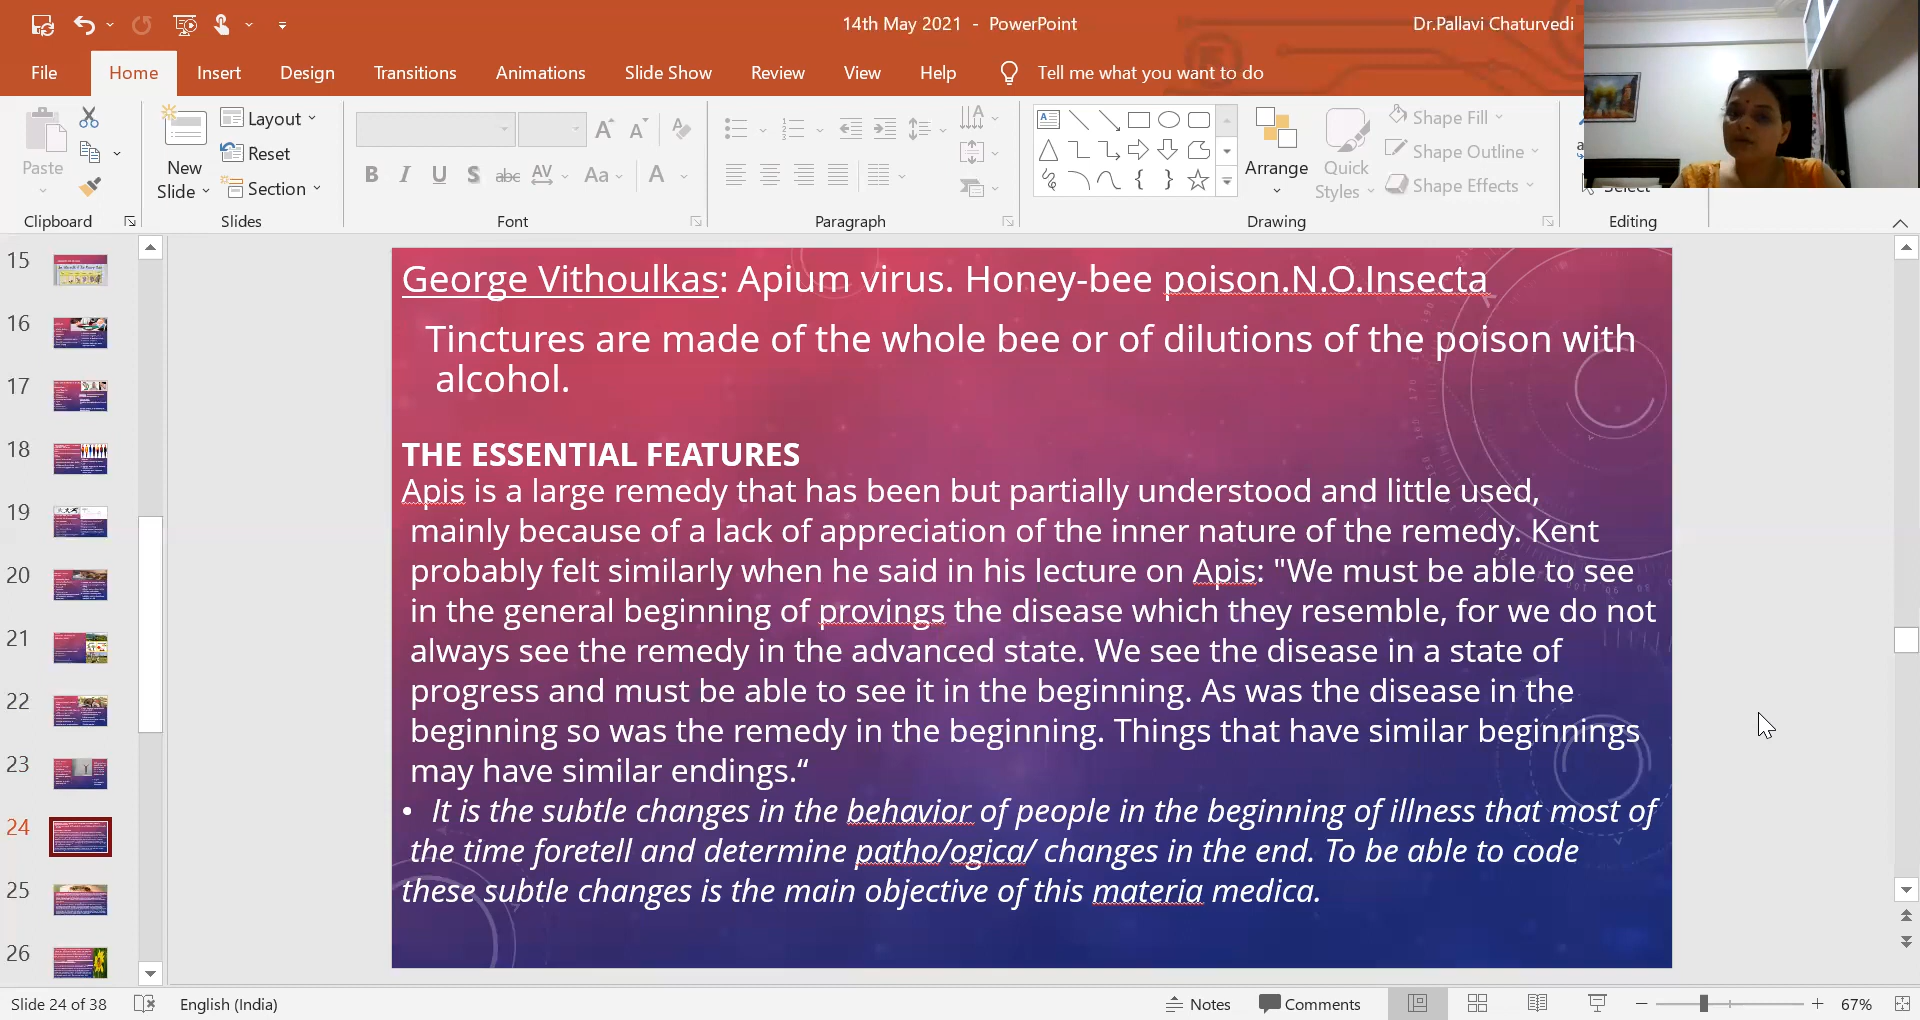 14th May 2021 - PowerPoint
Dr.Pallavi Chaturvedi
File Home Insert Design Transitions Animations Slide Show Review View Help Tell me what you want to do
Paste
New
Slide
Layout
Reset
Section
B I U S abc AV Aa A
Arrange
Quick
Styles
Shape Fill
Shape Outline
Shape Effects
Select
Clipboard Slides Font Paragraph Drawing Editing
15
16
17
18
19
20
21
22
23
24
25
26
George Vithoulkas: Apium virus. Honey-bee poison.N.O.Insecta
Tinctures are made of the whole bee or of dilutions of the poison with
alcohol.
THE ESSENTIAL FEATURES
Apis is a large remedy that has been but partially understood and little used,
mainly because of a lack of appreciation of the inner nature of the remedy. Kent
probably felt similarly when he said in his lecture on Apis: "We must be able to see
in the general beginning of provings the disease which they resemble, for we do not
always see the remedy in the advanced state. We see the disease in a state of
progress and must be able to see it in the beginning. As was the disease in the
beginning so was the remedy in the beginning. Things that have similar beginnings
may have similar endings.“
• It is the subtle changes in the behavior of people in the beginning of illness that most of
the time foretell and determine patho/ogica/ changes in the end. To be able to code
these subtle changes is the main objective of this materia medica.
Slide 24 of 38 English (India) Notes Comments 67%